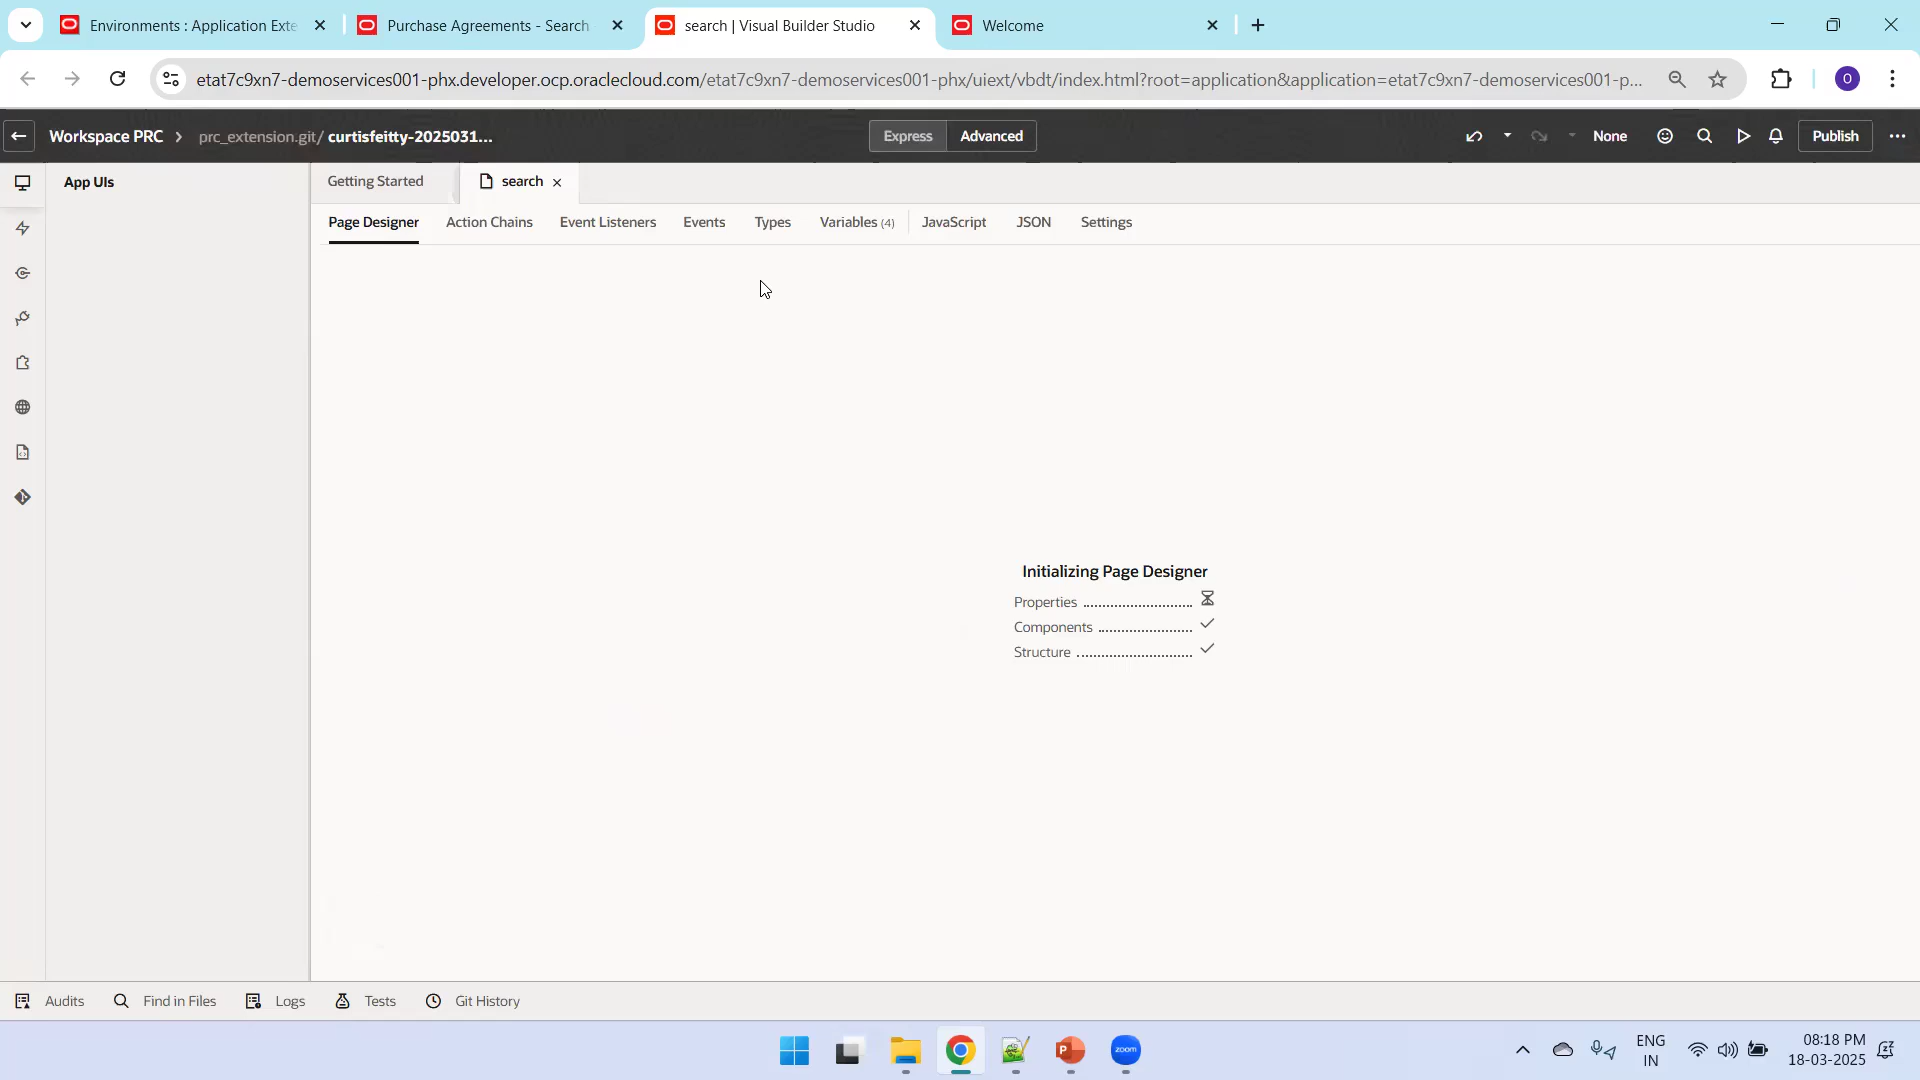 Environments : Application Exte
Purchase Agreements - Search
search | Visual Builder Studio
Welcome
etat7c9xn7-demoservices001-phx.developer.ocp.oraclecloud.com/etat7c9xn7-demoservices001-phx/uiext/vbdt/index.html?root=application&application=etat7c9xn7-demoservices001-p...
O
Workspace PRC > prc_extension.git/ curtisfeitty-2025031...
Express
Advanced
None
Publish
App UIs
Getting Started
search
Page Designer
Action Chains
Event Listeners
Events
Types
Variables (4)
JavaScript
JSON
Settings
Initializing Page Designer
Properties
Components
Structure
Audits
Find in Files
Logs
Tests
Git History
zoom
ENG
IN
08:18 PM
18-03-2025